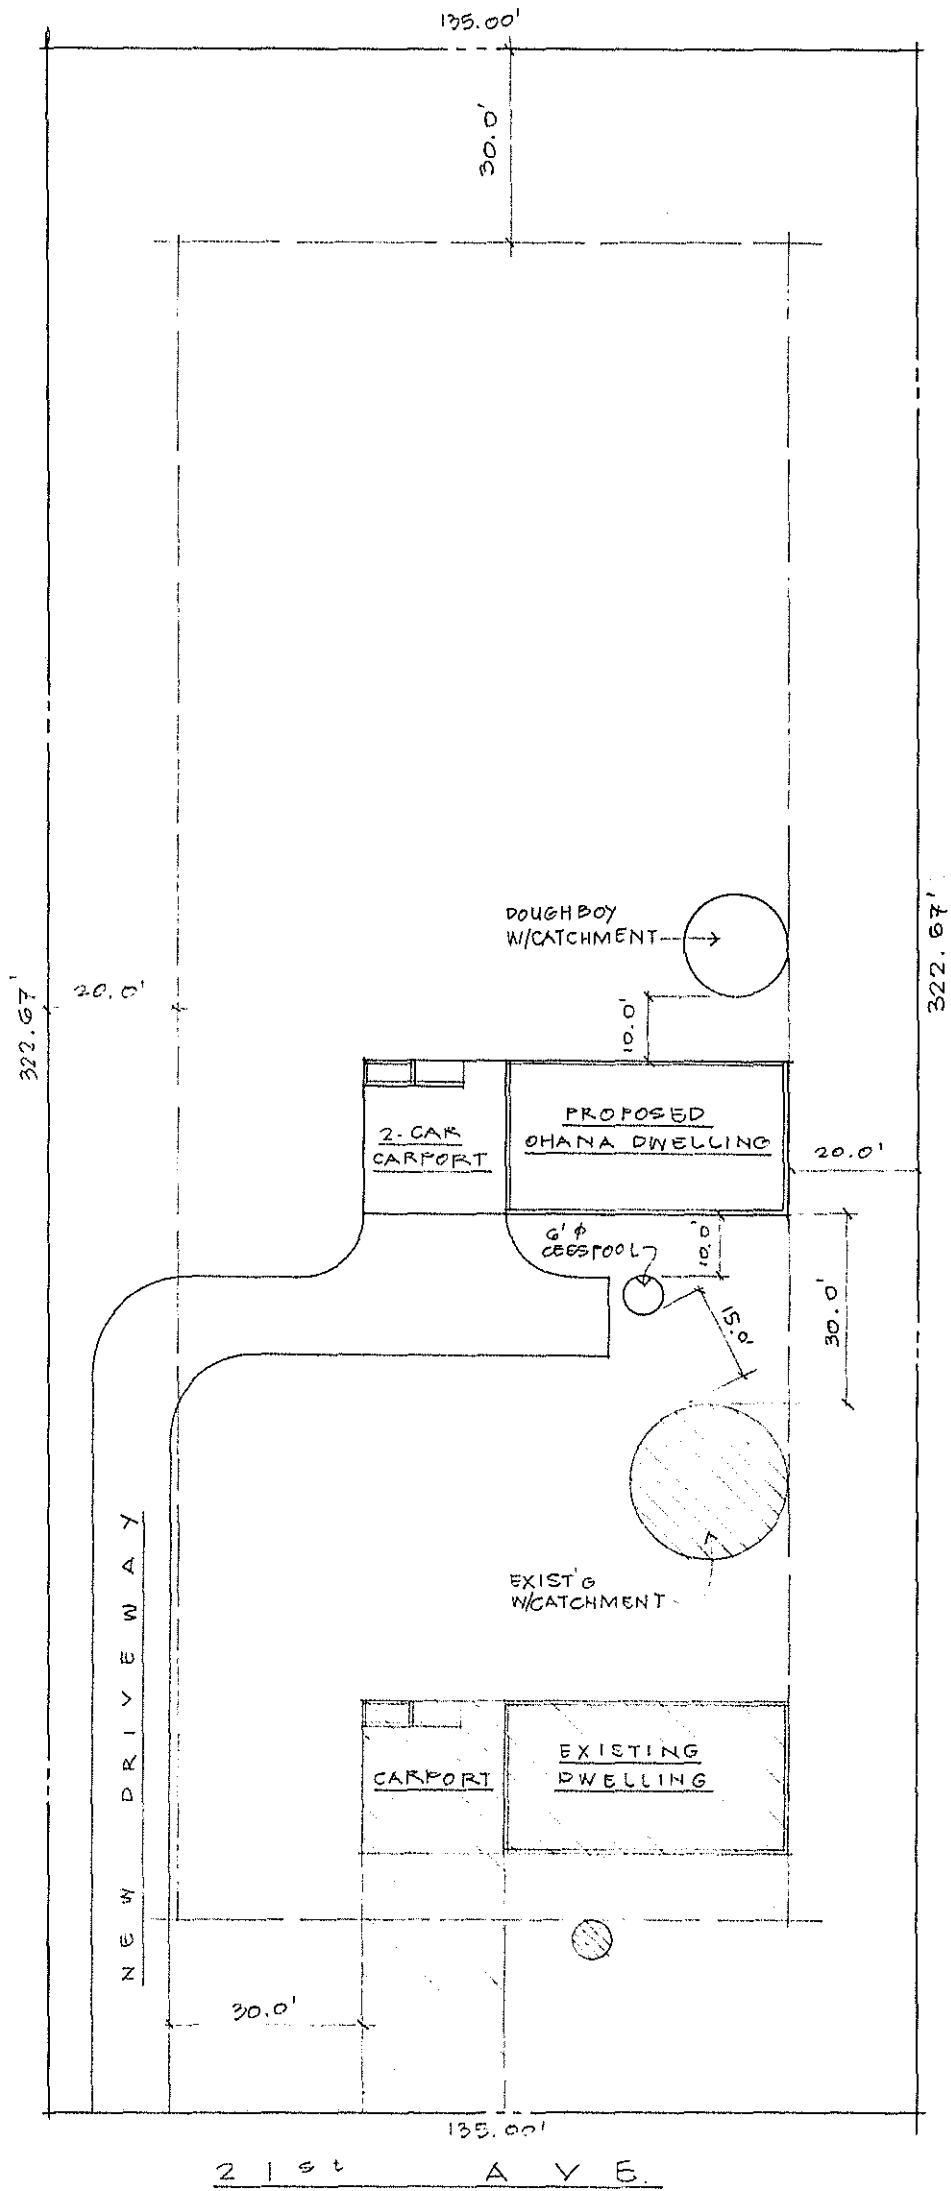 135.00'
30.0'
DOUGHBOY
W/CATCHMENT
322.67'
20.0'
322.67'
10.0'
PROPOSED
OHANA DWELLING
2-CAR
CARPORT
20.0'
6' φ
CESSPOOL
10.0'
15.0'
30.0'
EXIST'G
W/CATCHMENT
NEW DRIVEWAY
EXISTING
DWELLING
CARPORT
30.0'
135.00'
21st AVE.